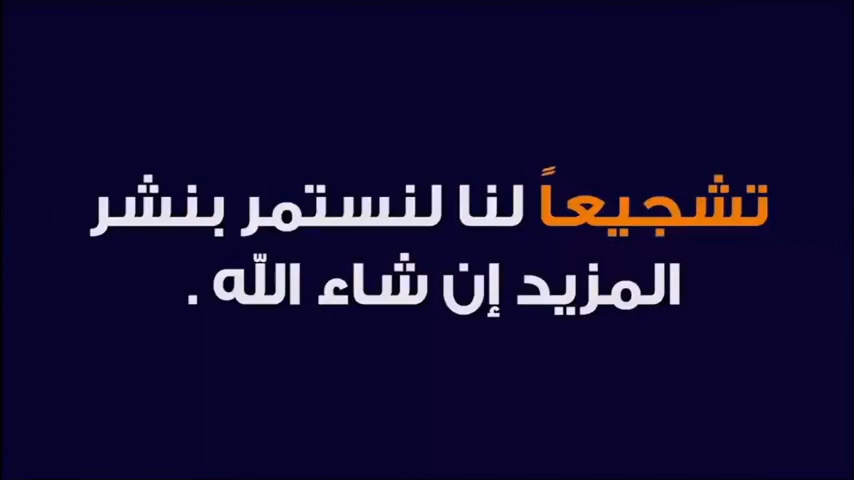 تشجيعاً لنا لنستمر بنشر
المزيد إن شاء الله .